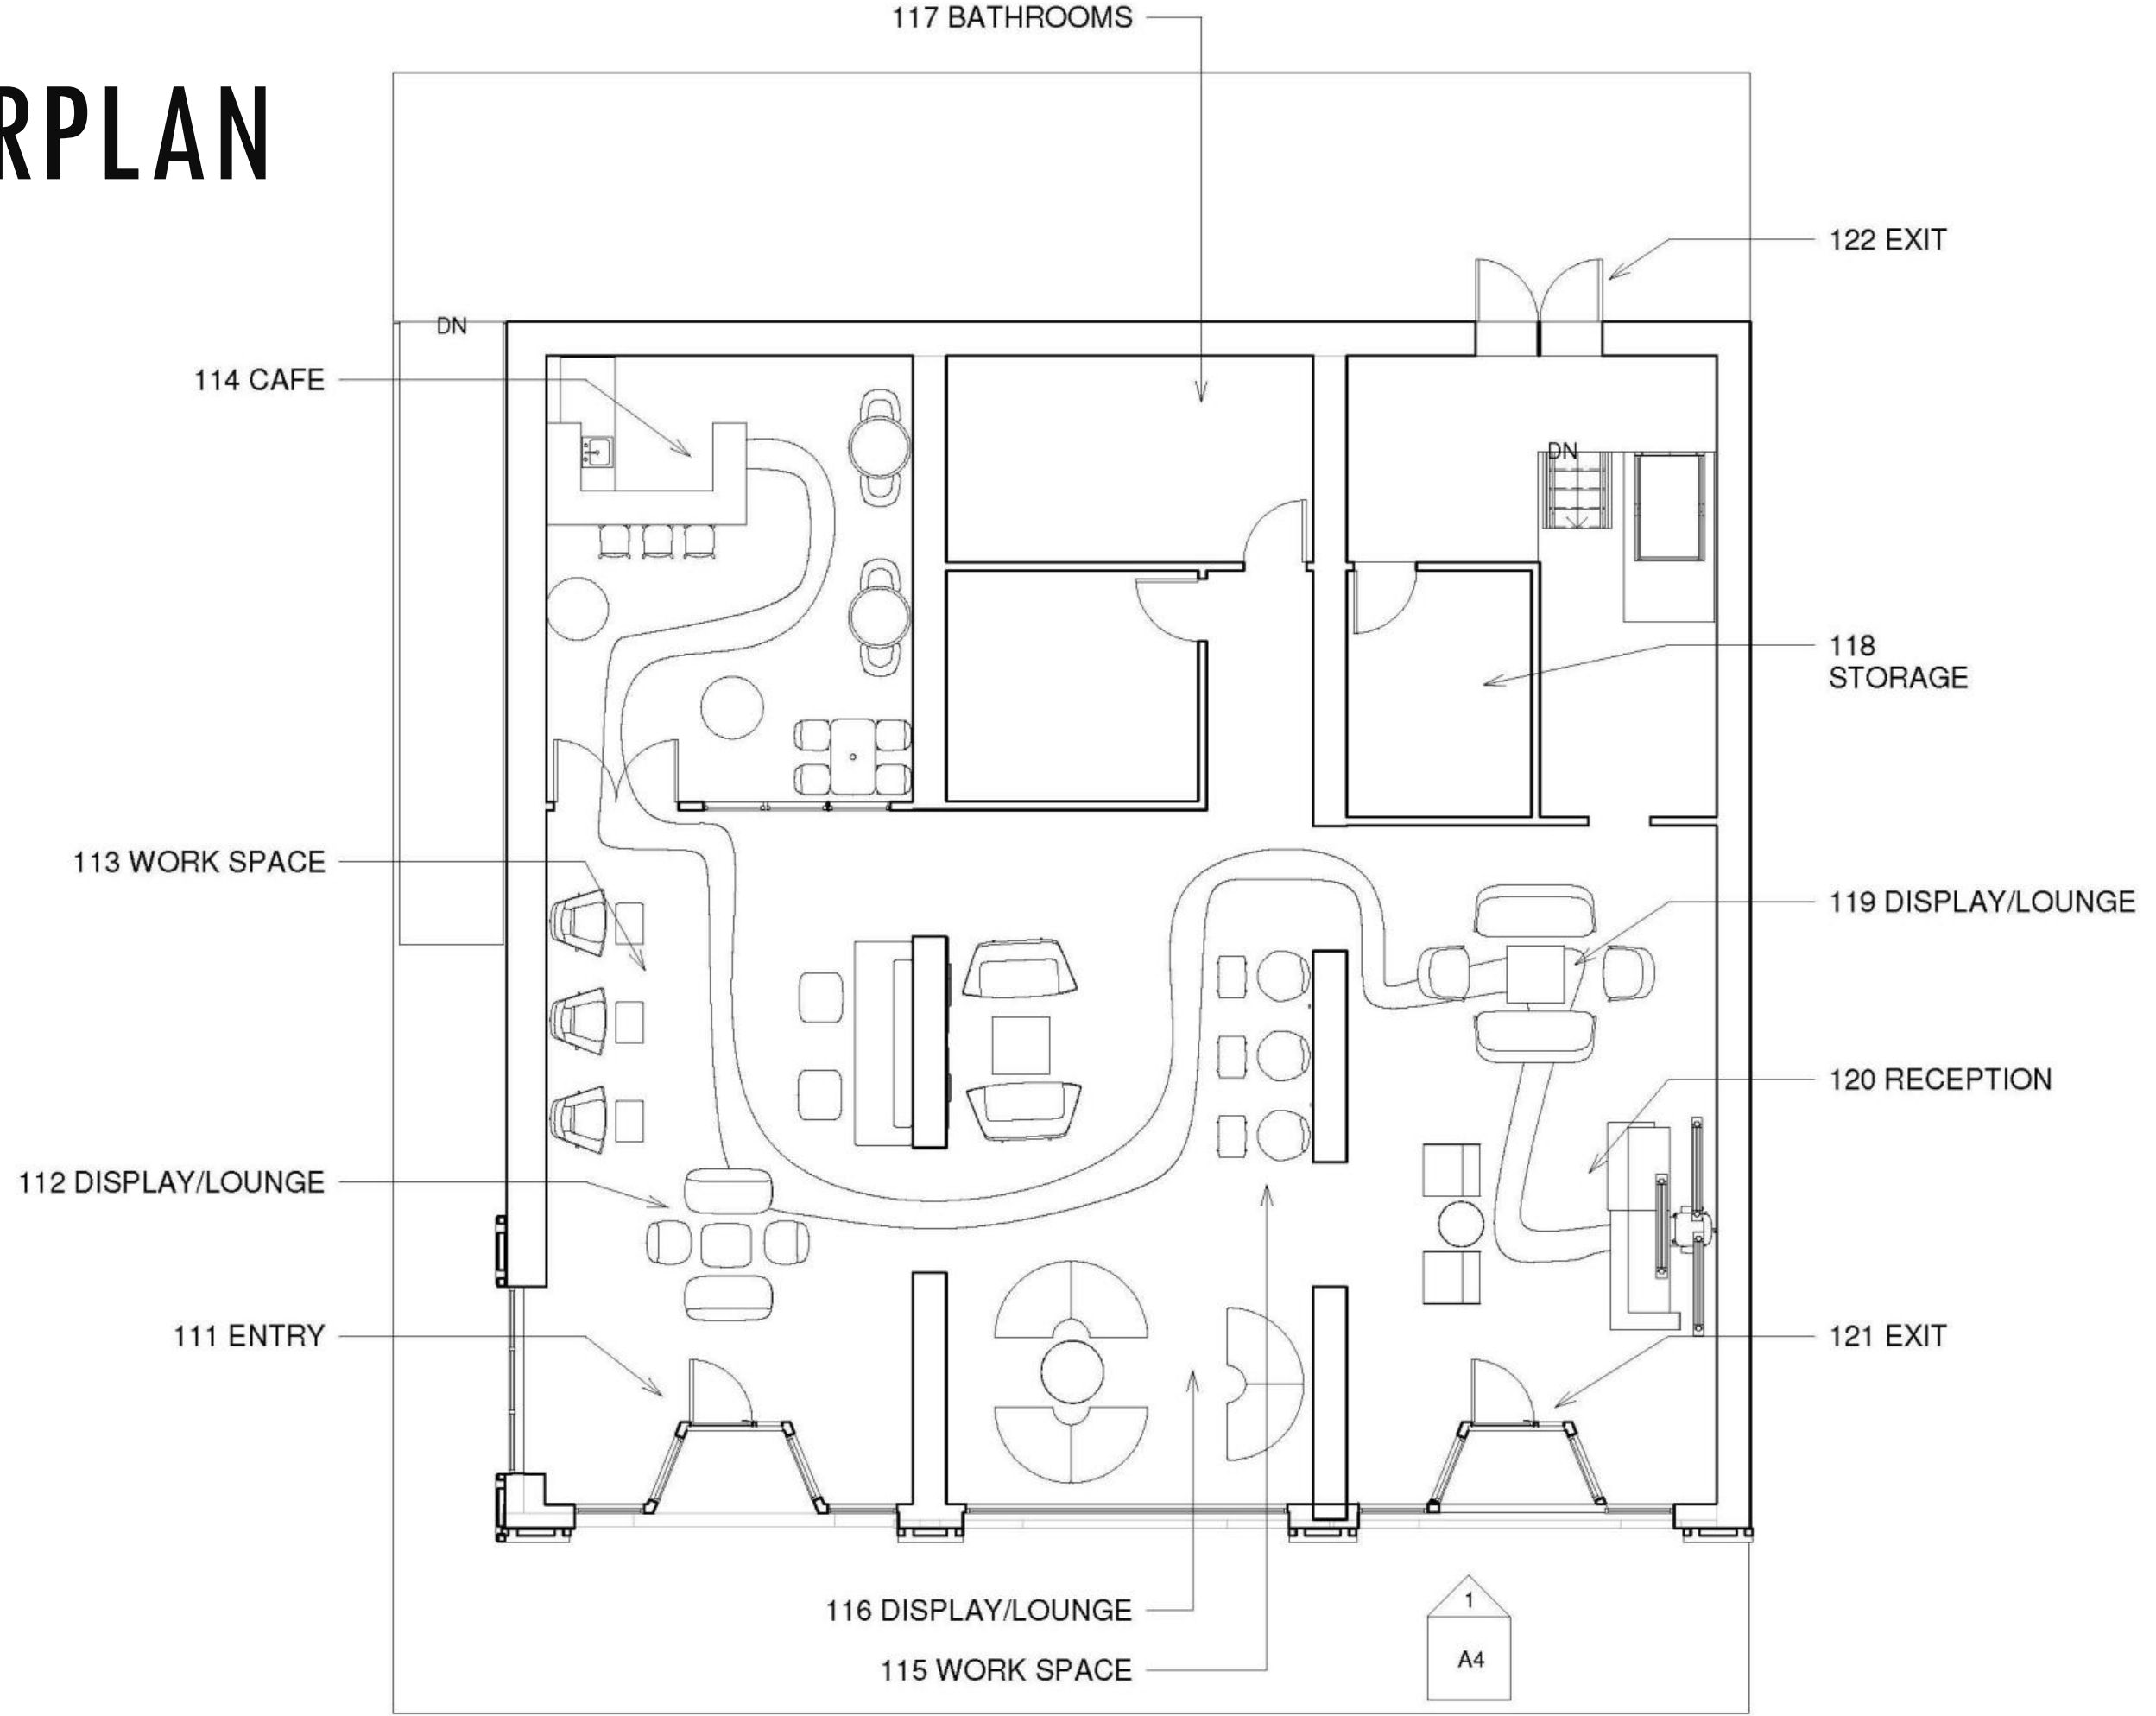 117 BATHROOMS
RPLAN
122 EXIT
DN
114 CAFE
DN
118
STORAGE
113 WORK SPACE
119 DISPLAY/LOUNGE
120 RECEPTION
112 DISPLAY/LOUNGE
111 ENTRY
121 EXIT
116 DISPLAY/LOUNGE
115 WORK SPACE
1
A4